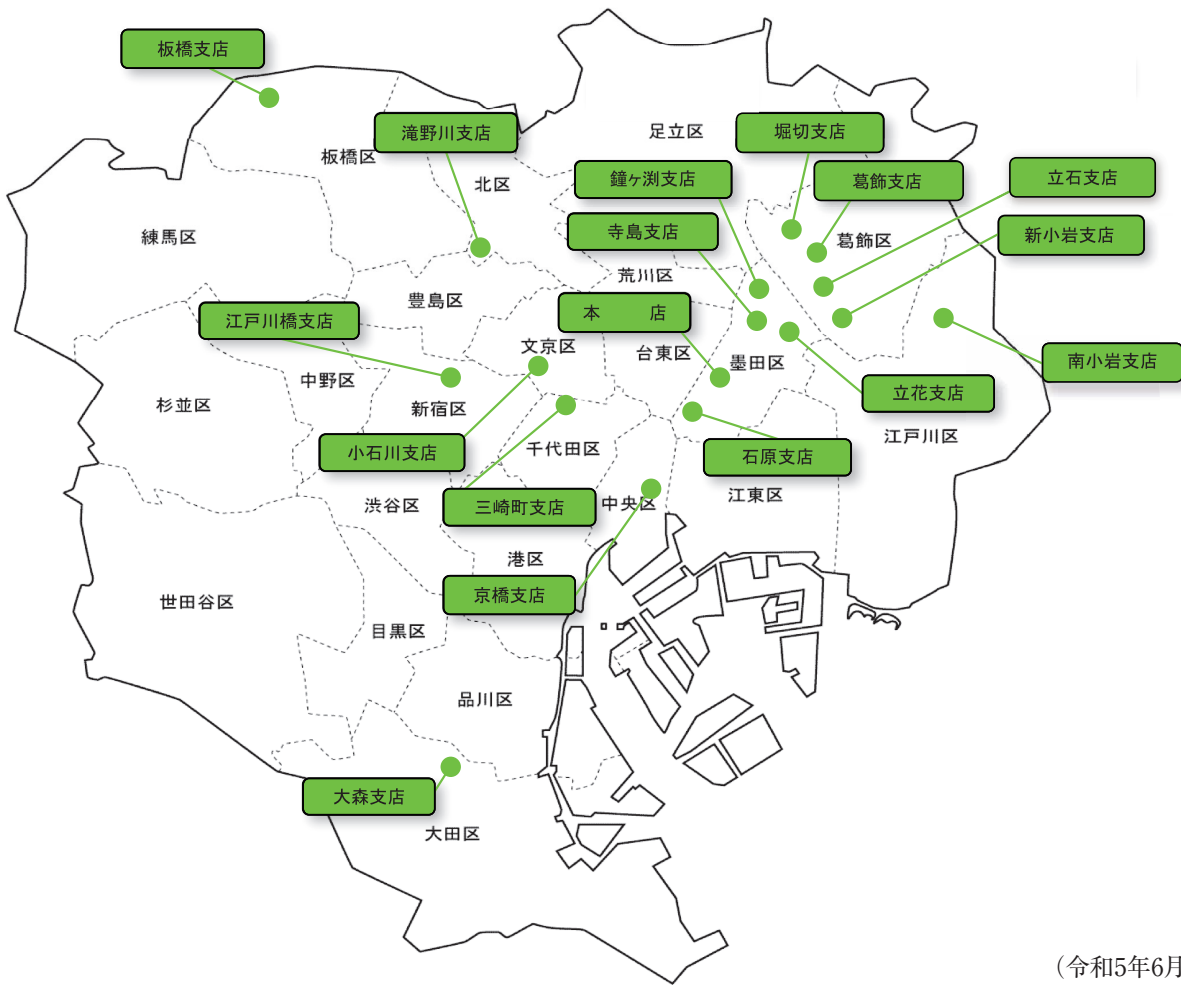 板橋支店
滝野川支店
堀切支店
足立区
板橋区
北区
鐘ヶ渕支店
葛飾支店
立石支店
練馬区
寺島支店
葛飾区
新小岩支店
荒川区
豊島区
江戸川橋支店
本 店
文京区
台東区
墨田区
南小岩支店
中野区
杉並区
新宿区
立花支店
江戸川区
小石川支店
千代田区
石原支店
渋谷区
三崎町支店
中央区
江東区
港区
世田谷区
京橋支店
目黒区
品川区
大森支店
大田区
(令和5年6月